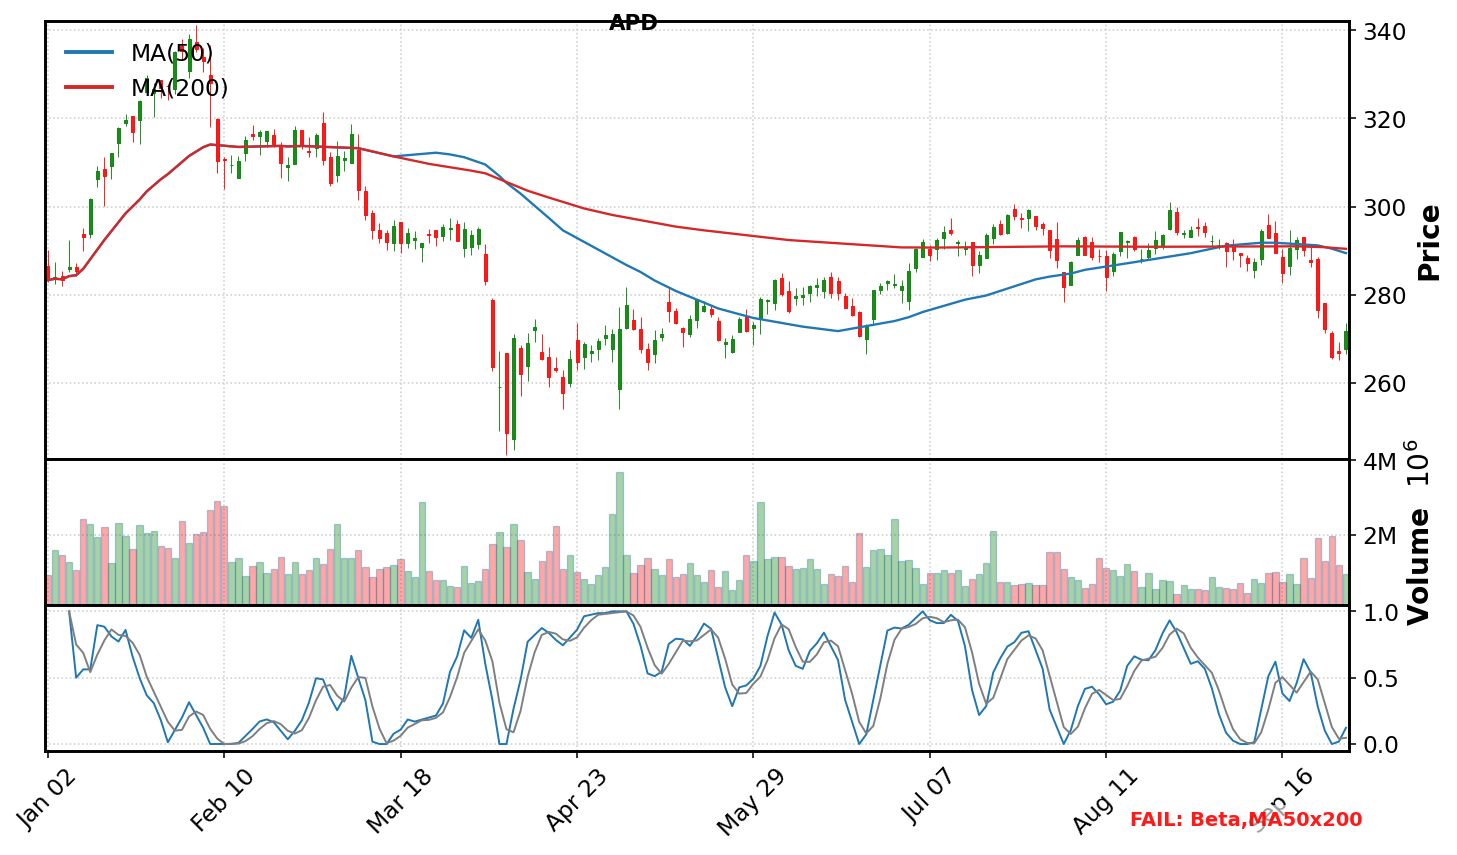 APD
MA(50)
MA(200)
340
320
300
280
260
Price
4M
2M
Volume 10⁶
1.0
0.5
0.0
Jan 02
Feb 10
Mar 18
Apr 23
May 29
Jul 07
Aug 11
Sep 16
FAIL: Beta,MA50x200